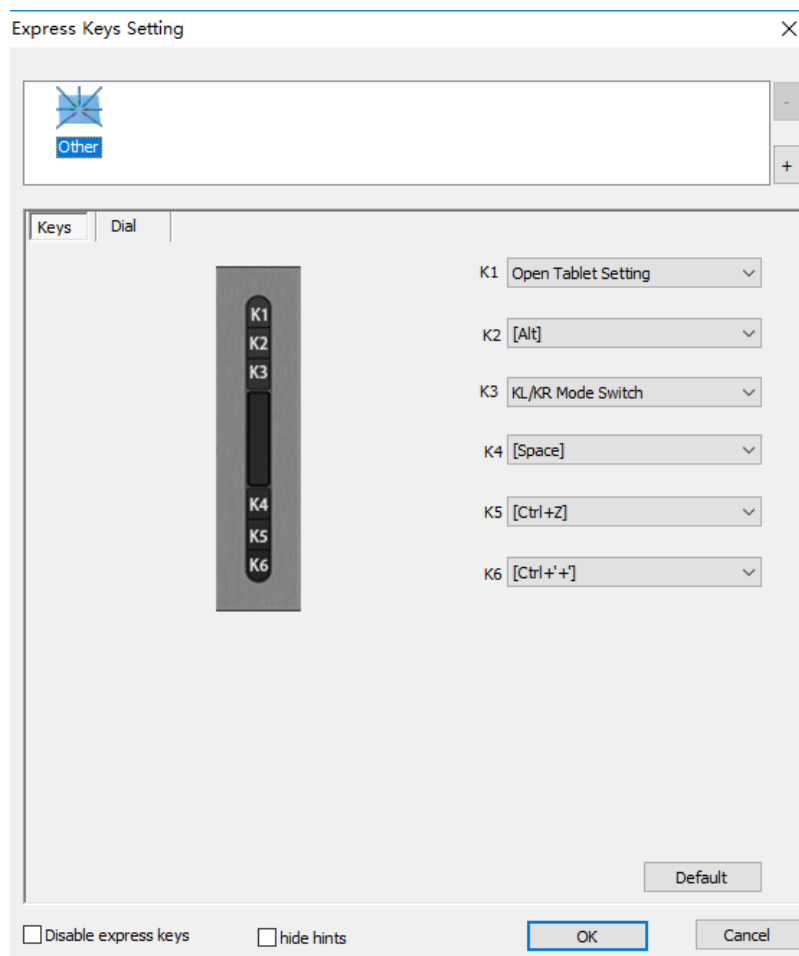 Express Keys Setting
Other
-
+
Keys
Dial
K1
K2
K3
K4
K5
K6
K1 Open Tablet Setting
K2 [Alt]
K3 KL/KR Mode Switch
K4 [Space]
K5 [Ctrl+Z]
K6 [Ctrl+'+']
Default
Disable express keys
hide hints
OK
Cancel